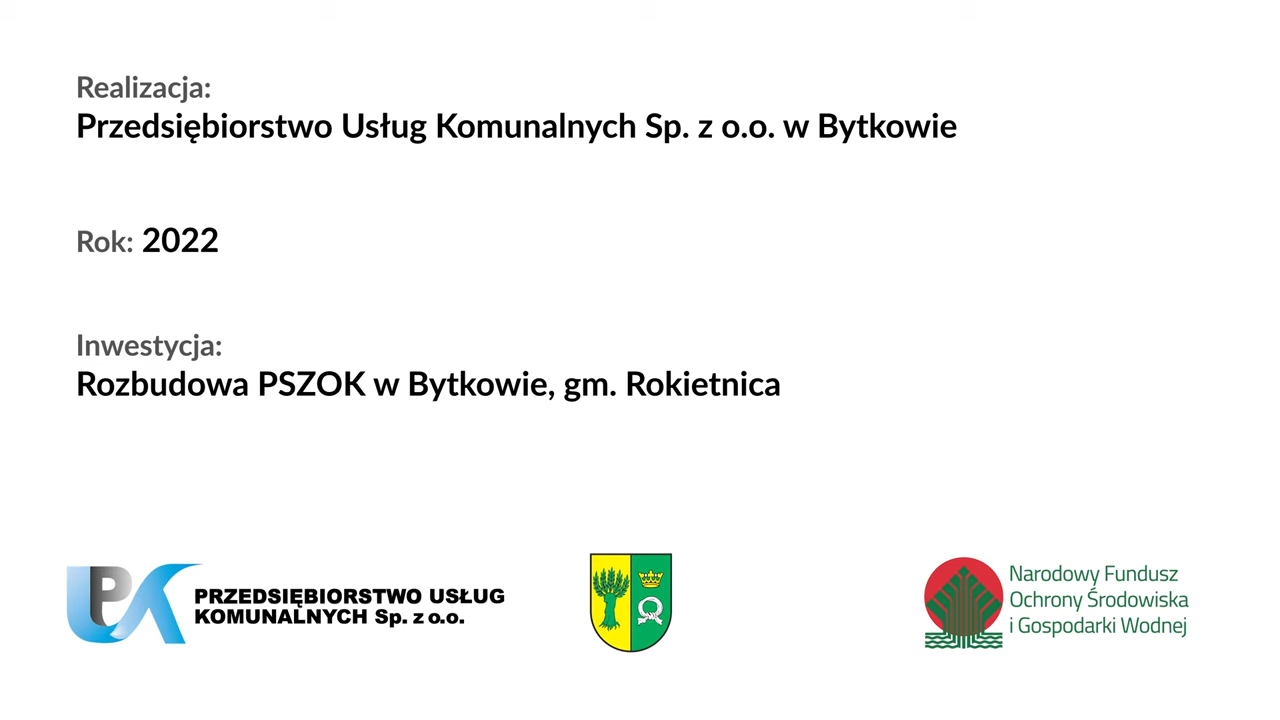 Realizacja:
Przedsiębiorstwo Usług Komunalnych Sp. z o.o. w Bytkowie
Rok: 2022
Inwestycja:
Rozbudowa PSZOK w Bytkowie, gm. Rokietnica
UPK PRZEDSIĘBIORSTWO USŁUG
KOMUNALNYCH Sp. z o.o.
Narodowy Fundusz
Ochrony Środowiska
i Gospodarki Wodnej